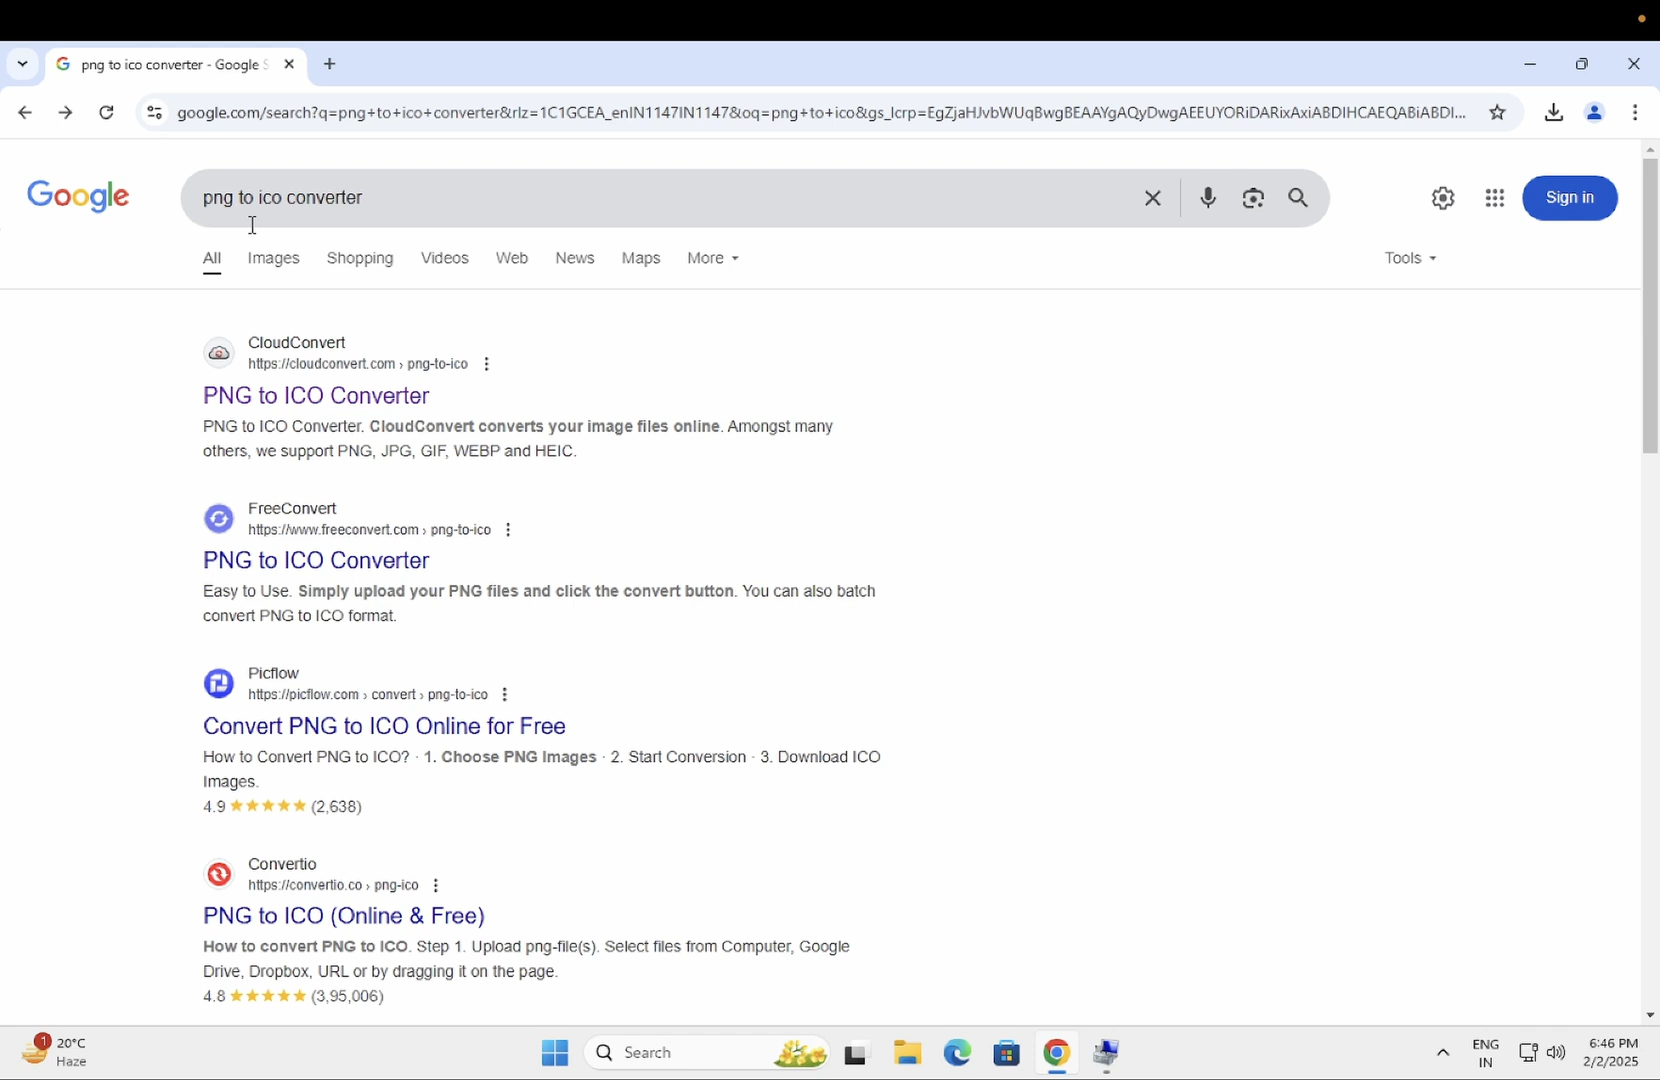 png to ico converter - Google S
google.com/search?q=png+to+ico+converter&rlz=1C1GCEA_enIN1147IN1147&oq=png+to+ico&gs_lcrp=EgZjaHJvbWUqBwgBEAAYgAQyDwgAEEUYORiDARixAxiABDIHCAEQABiABDI...
Google
png to ico converter
Sign in
All Images Shopping Videos Web News Maps More Tools
CloudConvert
https://cloudconvert.com › png-to-ico
PNG to ICO Converter
PNG to ICO Converter. CloudConvert converts your image files online. Amongst many
others, we support PNG, JPG, GIF, WEBP and HEIC.
FreeConvert
https://www.freeconvert.com › png-to-ico
PNG to ICO Converter
Easy to Use. Simply upload your PNG files and click the convert button. You can also batch
convert PNG to ICO format.
Picflow
https://picflow.com › convert › png-to-ico
Convert PNG to ICO Online for Free
How to Convert PNG to ICO? · 1. Choose PNG Images · 2. Start Conversion · 3. Download ICO
Images.
4.9 ★★★★★ (2,638)
Convertio
https://convertio.co › png-ico
PNG to ICO (Online & Free)
How to convert PNG to ICO. Step 1. Upload png-file(s). Select files from Computer, Google
Drive, Dropbox, URL or by dragging it on the page.
4.8 ★★★★★ (3,95,006)
1
20°C
Haze
Search
ENG
IN
6:46 PM
2/2/2025